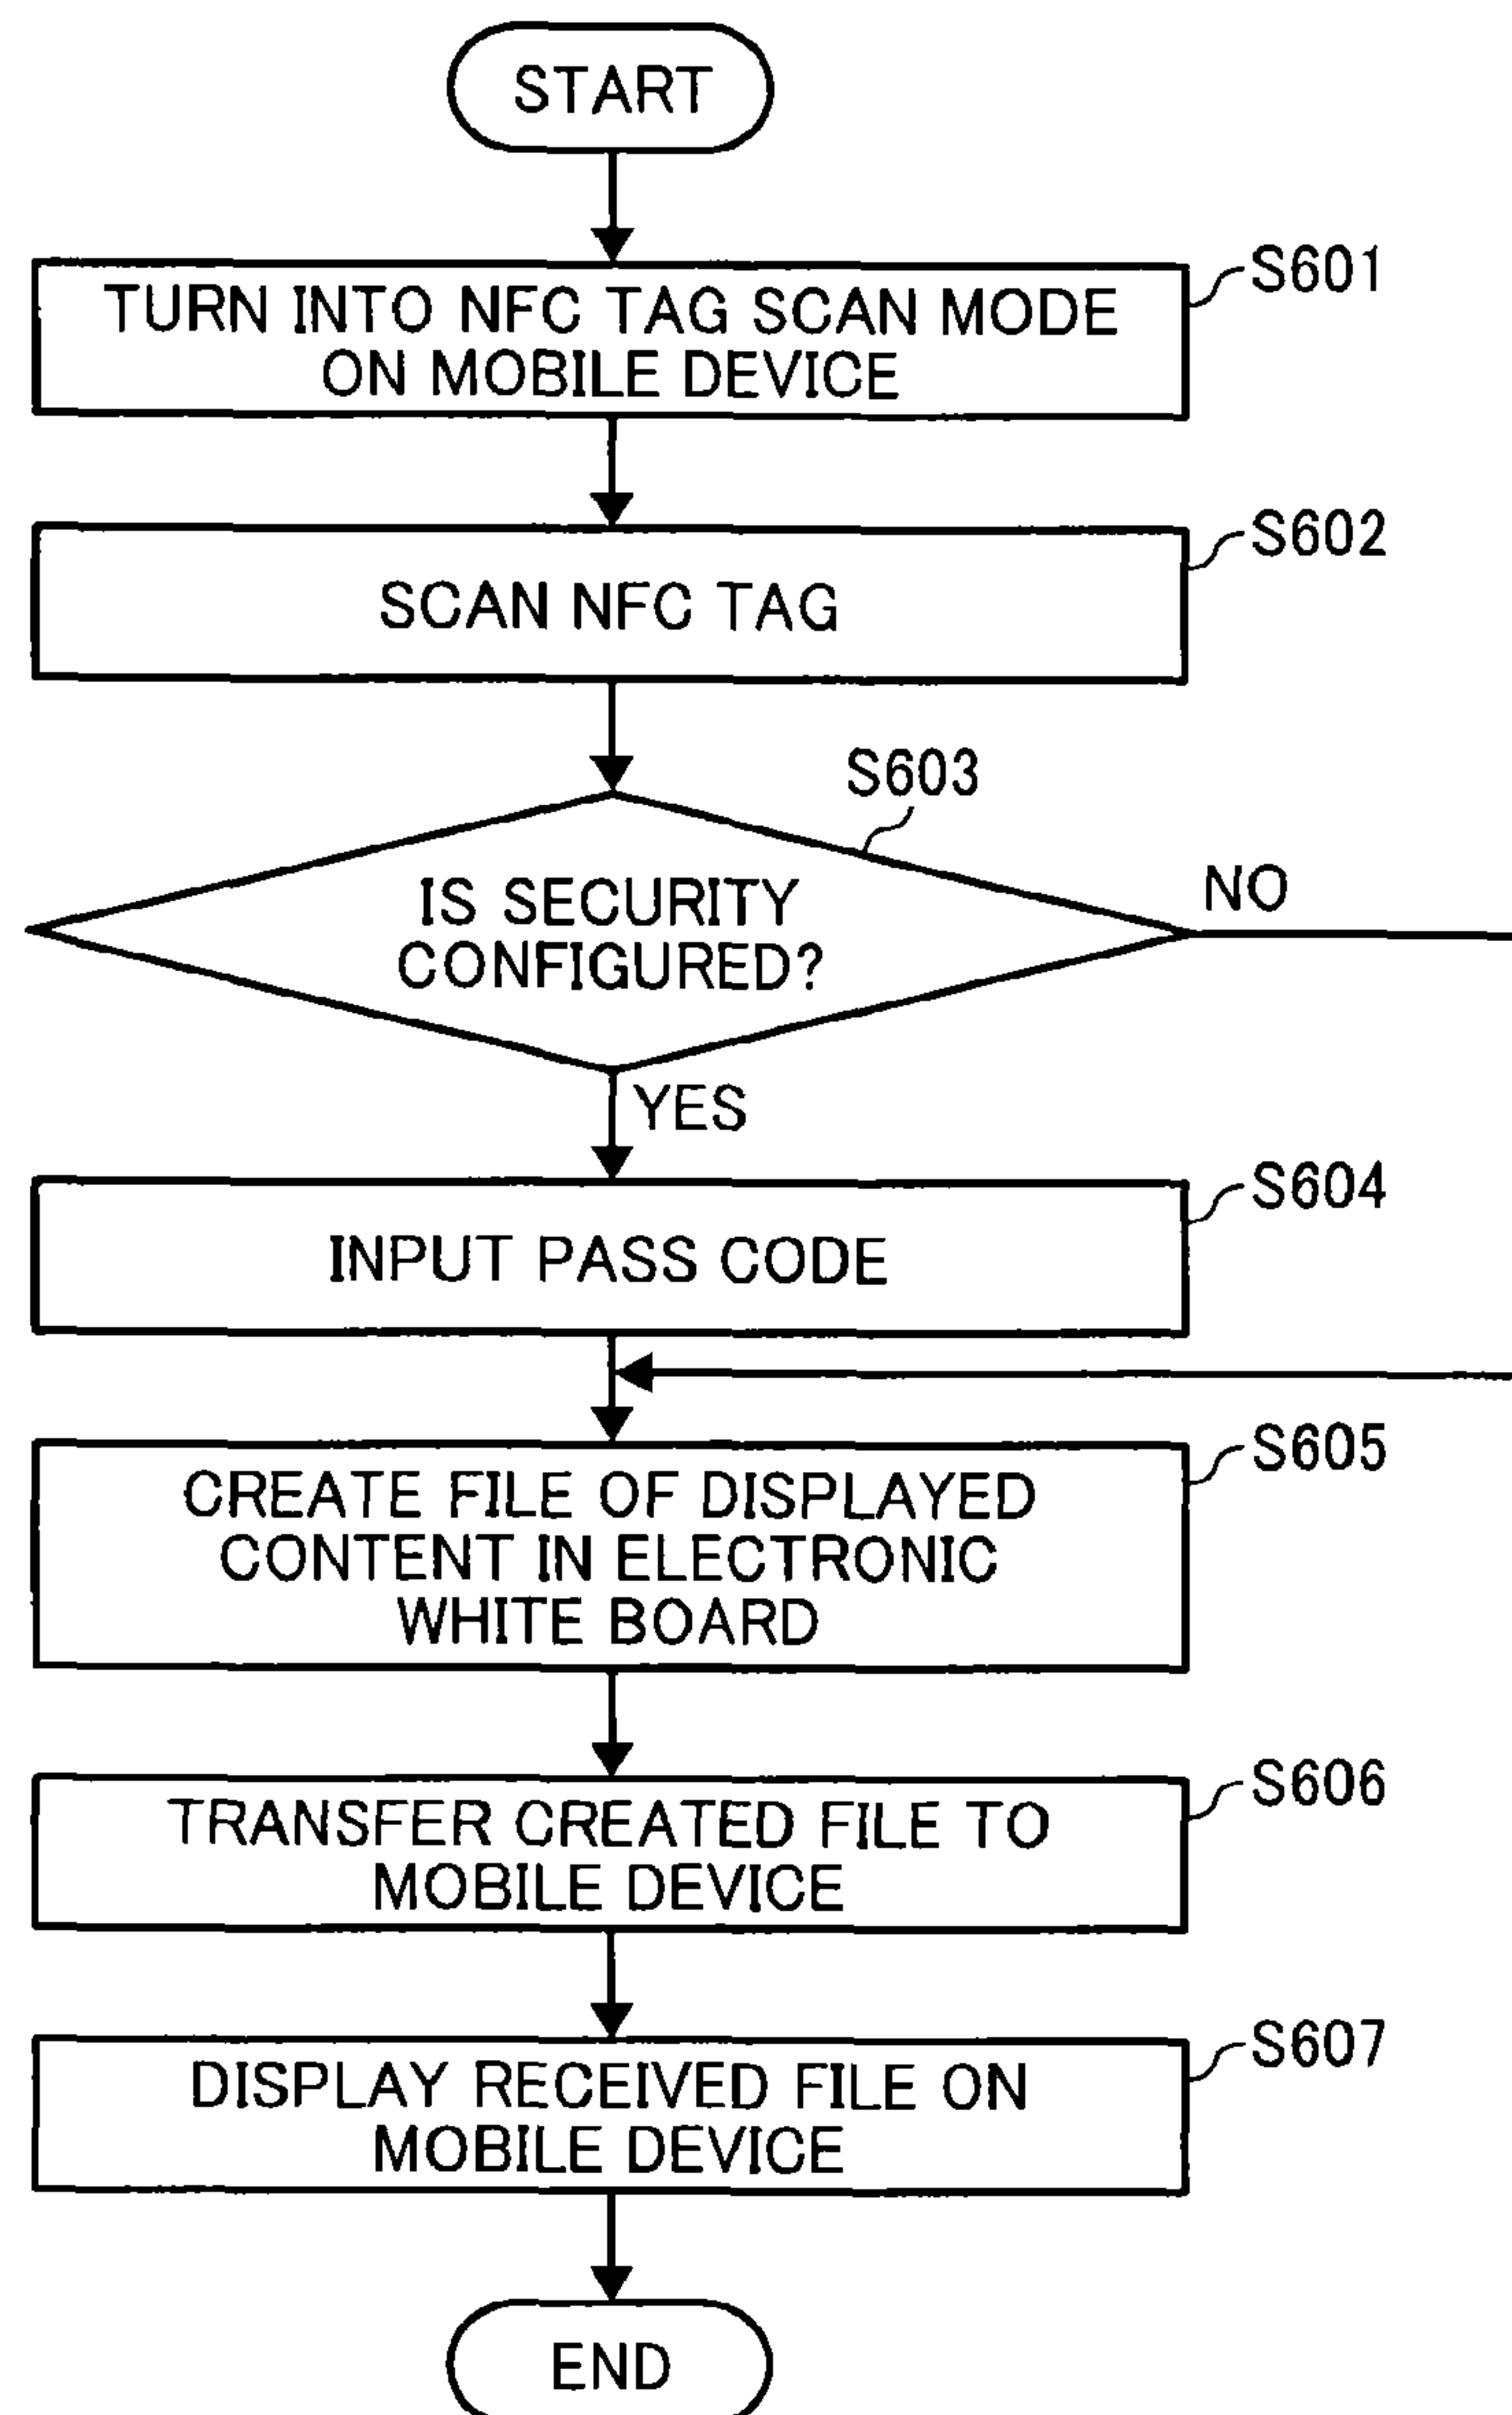 START
S601
TURN INTO NFC TAG SCAN MODE
ON MOBILE DEVICE
S602
SCAN NFC TAG
S603
IS SECURITY
CONFIGURED?
NO
YES
S604
INPUT PASS CODE
S605
CREATE FILE OF DISPLAYED
CONTENT IN ELECTRONIC
WHITE BOARD
S606
TRANSFER CREATED FILE TO
MOBILE DEVICE
S607
DISPLAY RECEIVED FILE ON
MOBILE DEVICE
END